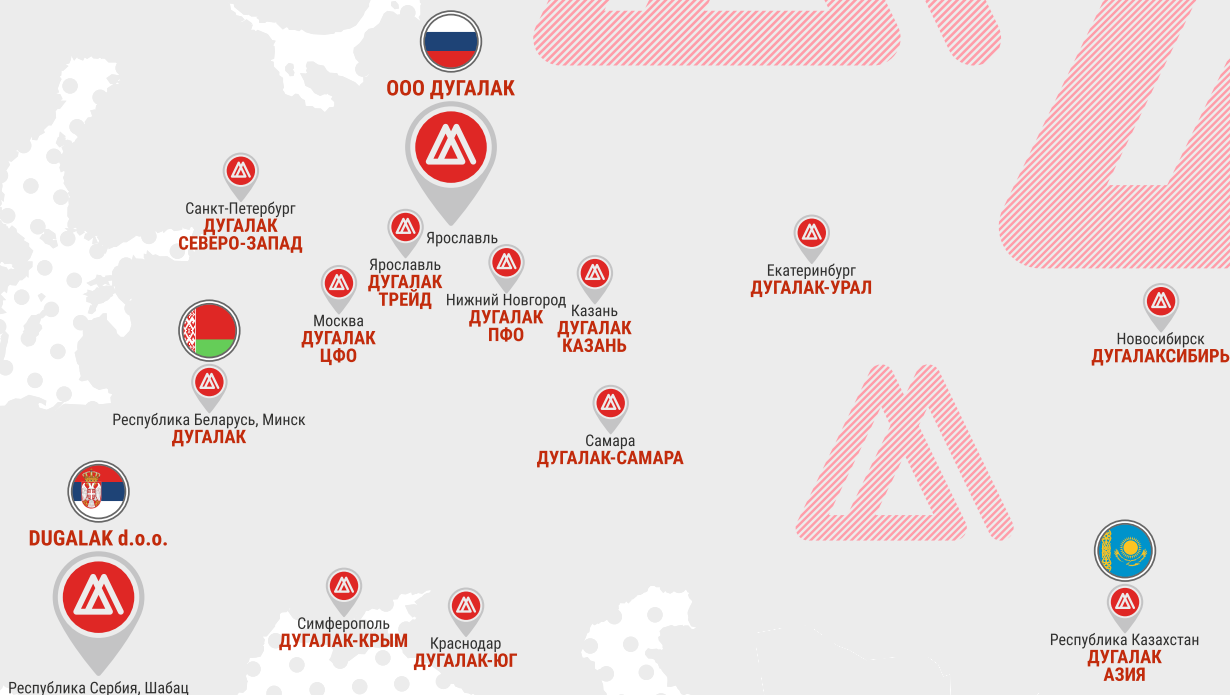 ООО ДУГАЛАК
Ярославль
Санкт-Петербург
ДУГАЛАК
СЕВЕРО-ЗАПАД
Ярославль
ДУГАЛАК
ТРЕЙД
Нижний Новгород
ДУГАЛАК
ПФО
Казань
ДУГАЛАК
КАЗАНЬ
Екатеринбург
ДУГАЛАК-УРАЛ
Москва
ДУГАЛАК
ЦФО
Новосибирск
ДУГАЛАКСИБИРЬ
Республика Беларусь, Минск
ДУГАЛАК
Самара
ДУГАЛАК-САМАРА
DUGALAK d.o.o.
Республика Сербия, Шабац
Симферополь
ДУГАЛАК-КРЫМ
Краснодар
ДУГАЛАК-ЮГ
Республика Казахстан
ДУГАЛАК
АЗИЯ